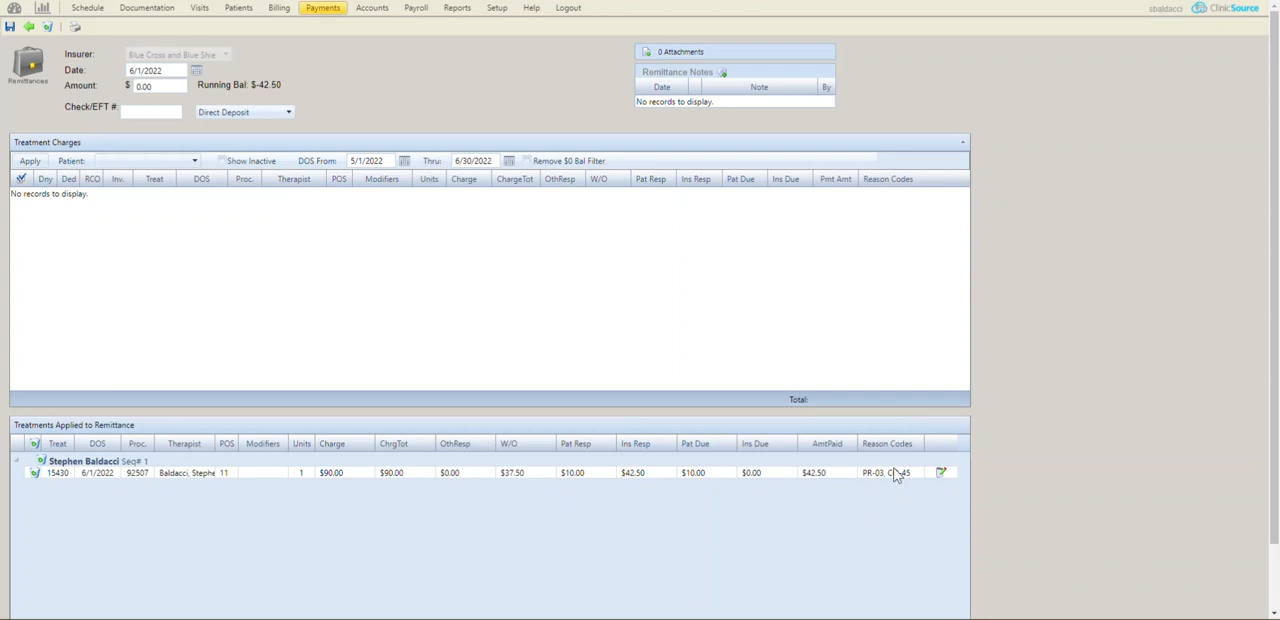 Schedule Documentation Visits Patients Billing Payments Accounts Payroll Reports Setup Help Logout sbaldacci ClinicSource
Remittances
Insurer: Blue Cross and Blue Shie
Date: 6/1/2022
Amount: $ 0.00 Running Bal: $-42.50
Check/EFT #: Direct Deposit
0 Attachments
Remittance Notes
Date Note By
No records to display.
Treatment Charges
Apply Patient: Show Inactive DOS From: 5/1/2022 Thru: 6/30/2022 Remove $0 Bal Filter
Dny Ded RCO Inv. Treat DOS Proc. Therapist POS Modifiers Units Charge ChargeTot OthResp W/O Pat Resp Ins Resp Pat Due Ins Due Pmt Amt Reason Codes
No records to display.
Total:
Treatments Applied to Remittance
Treat DOS Proc. Therapist POS Modifiers Units Charge ChrgTot OthResp W/O Pat Resp Ins Resp Pat Due Ins Due AmtPaid Reason Codes
Stephen Baldacci Seq# 1
15430 6/1/2022 92507 Baldacci, Stephe 11 1 $90.00 $90.00 $0.00 $37.50 $10.00 $42.50 $10.00 $0.00 $42.50 PR-03,